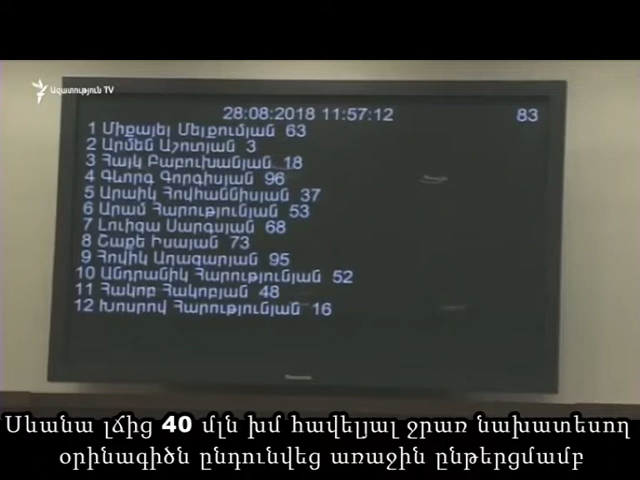 Ազատություն TV
28:08:2018 11:57:12 83
1 Միքայել Մելքումյան 63
2 Արմեն Աշոտյան 3
3 Հայկ Բաբուխանյան 18
4 Գևորգ Գորգիսյան 96
5 Արաիկ Հովհաննիսյան 37
6 Արամ Հարությունյան 53
7 Լուիզա Սարգսյան 68
8 Շաքե Իսայան 73
9 Հովիկ Աղազարյան 95
10 Անդրանիկ Հարությունյան 52
11 Հակոբ Հակոբյան 48
12 Խոսրով Հարությունյան 16
Panasonic
Սևանա լճից 40 մլն խմ հավելյալ ջրառ նախատեսող
օրինագիծն ընդունվեց առաջին ընթերցմամբ